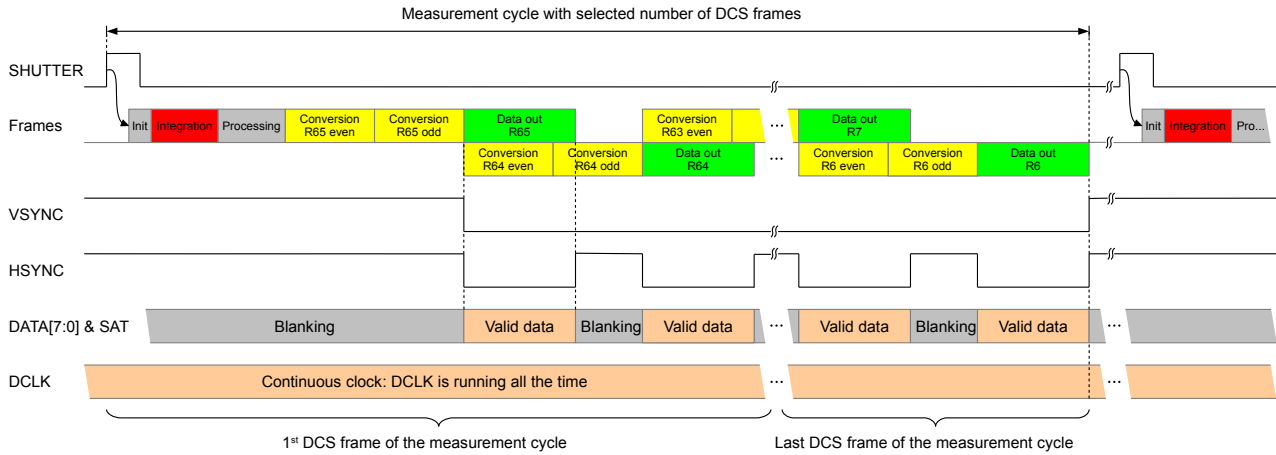 Measurement cycle with selected number of DCS frames
SHUTTER
Frames
Init
Integration
Processing
Conversion
R65 even
Conversion
R65 odd
Data out
R65
Conversion
R63 even
...
Data out
R7
Init
Integration
Pro...
Conversion
R64 even
Conversion
R64 odd
Data out
R64
...
Conversion
R6 even
Conversion
R6 odd
Data out
R6
VSYNC
HSYNC
DATA[7:0] & SAT
Blanking
Valid data
Blanking
Valid data
...
Valid data
Blanking
Valid data
...
DCLK
Continuous clock: DCLK is running all the time
...
...
1st DCS frame of the measurement cycle
Last DCS frame of the measurement cycle